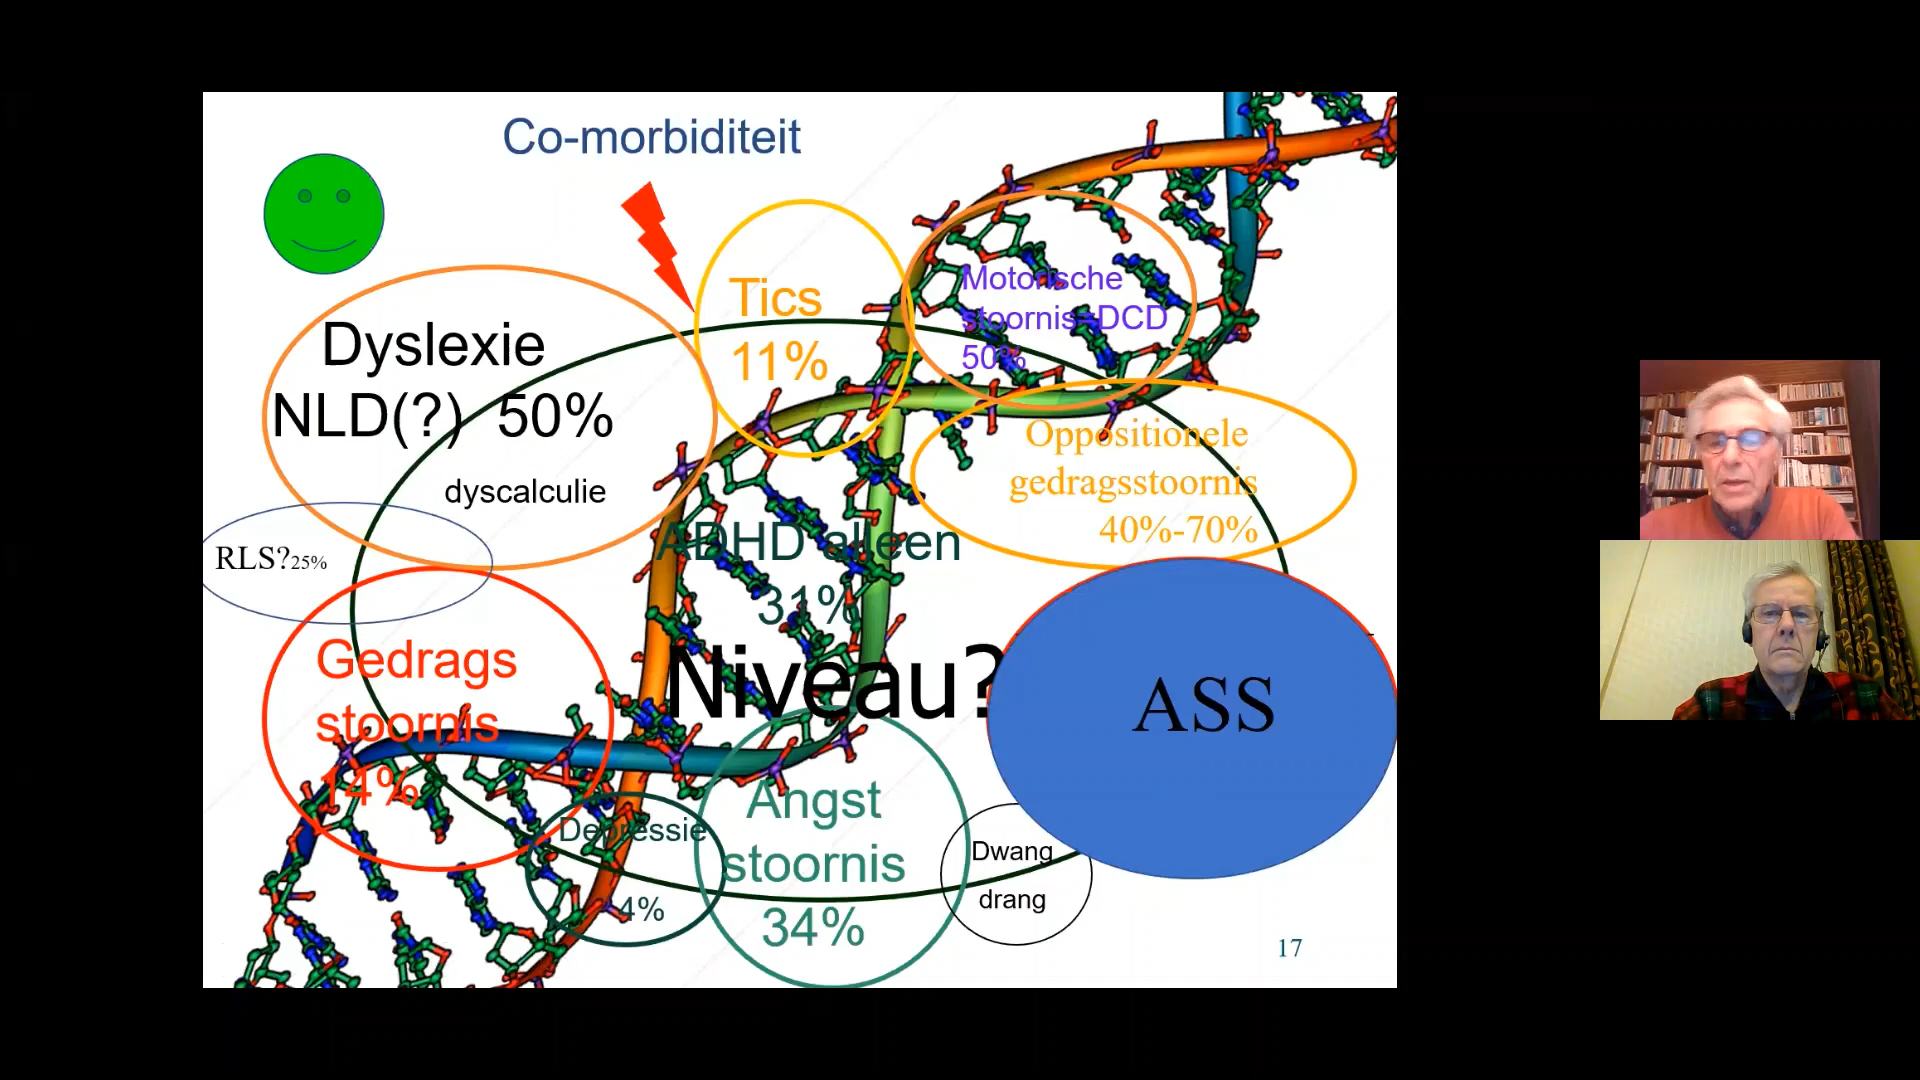 Co-morbiditeit
Tics
11%
Motorische
stoornis=DCD
50%
Dyslexie
NLD(?) 50%
dyscalculie
Oppositionele
gedragsstoornis
40%-70%
RLS?25%
ADHD alleen
31%
Niveau?
ASS
Gedrags
stoornis
14%
Depressie
4%
Angst
stoornis
34%
Dwang
drang
17